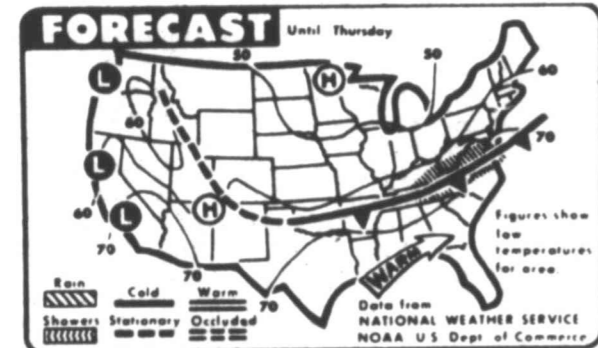 FORECAST Until Thursday
50 50
L H 60
60
70
L
60 H
L
70
Figures show
low
temperatures
for area.
70
70
WARM
Rain Cold Warm
Showers Stationary Occluded
Data from
NATIONAL WEATHER SERVICE
NOAA U S Dept of Commerce